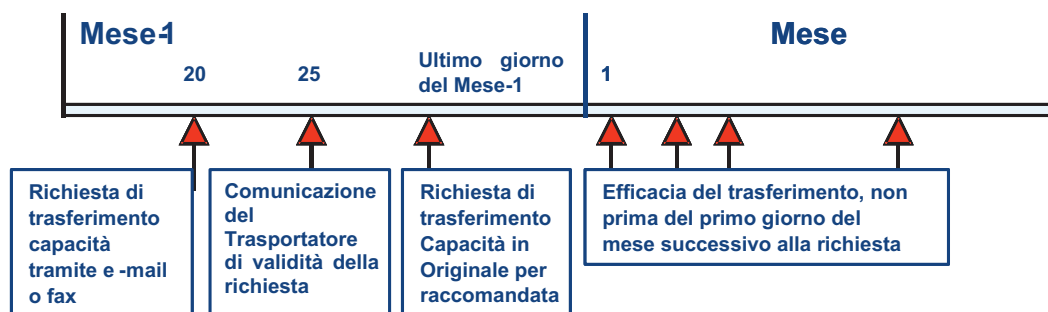 Mese-1
Mese
20
25
Ultimo giorno
del Mese-1
1
Richiesta di
trasferimento
capacità
tramite e -mail
o fax
Comunicazione
del
Trasportatore
di validità della
richiesta
Richiesta di
trasferimento
Capacità in
Originale per
raccomandata
Efficacia del trasferimento, non
prima del primo giorno del
mese successivo alla richiesta